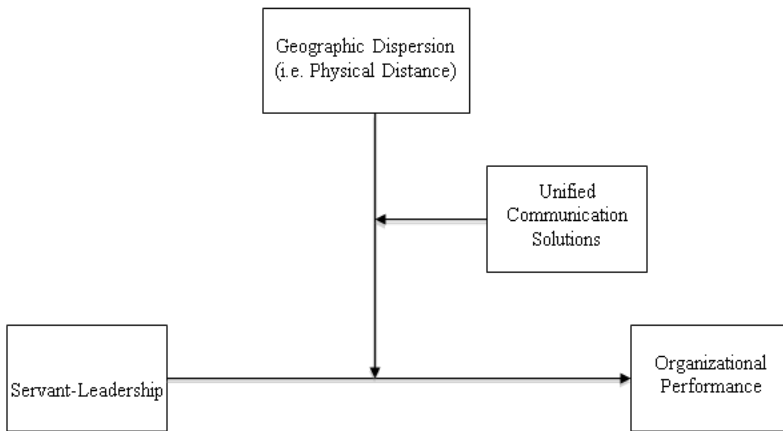 Geographic Dispersion
(i.e. Physical Distance)
Unified
Communication
Solutions
Servant-Leadership
Organizational
Performance